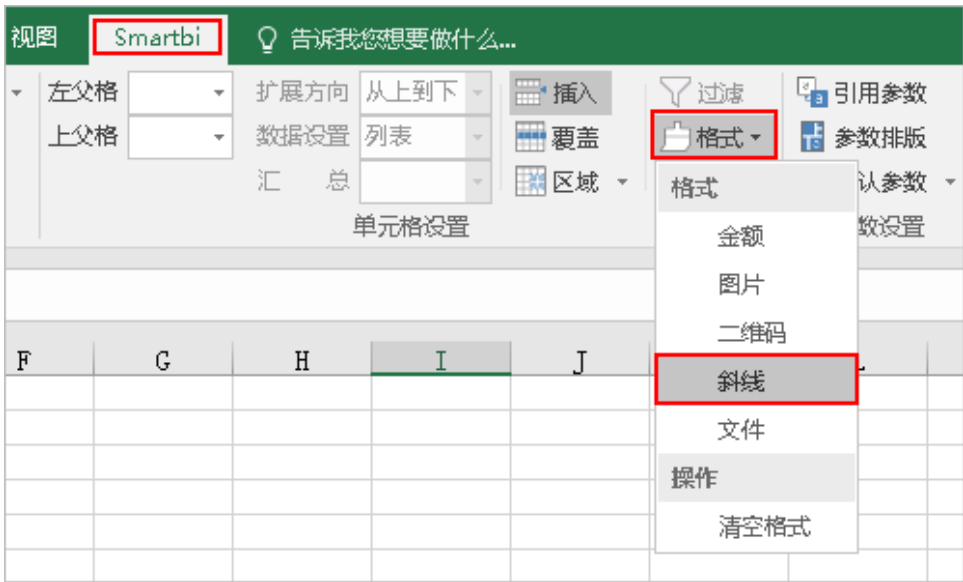 视图 Smartbi 告诉我您想要做什么...
左父格 扩展方向 从上到下 插入 过滤 引用参数
上父格 数据设置 列表 覆盖 格式 参数排版
汇 总 区域 认参数
单元格设置 数设置
格式
金额
图片
二维码
F G H I J
斜线
文件
操作
清空格式